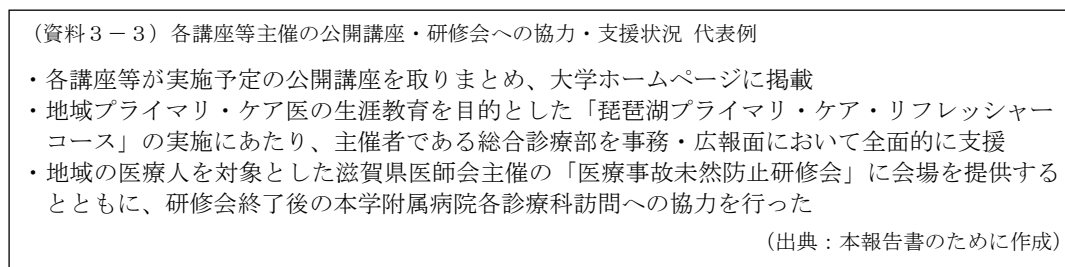 （資料３－３）各講座等主催の公開講座・研修会への協力・支援状況 代表例
・各講座等が実施予定の公開講座を取りまとめ、大学ホームページに掲載
・地域プライマリ・ケア医の生涯教育を目的とした「琵琶湖プライマリ・ケア・リフレッシャー
コース」の実施にあたり、主催者である総合診療部を事務・広報面において全面的に支援
・地域の医療人を対象とした滋賀県医師会主催の「医療事故未然防止研修会」に会場を提供する
とともに、研修会終了後の本学附属病院各診療科訪問への協力を行った
（出典：本報告書のために作成）